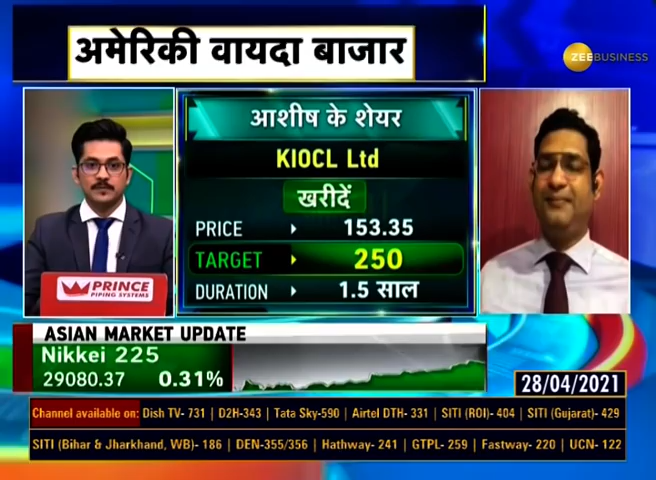 अमेरिकी वायदा बाजार
ZEEBUSINESS
आशीष के शेयर
KIOCL Ltd
खरीदें
PRICE 153.35
TARGET 250
DURATION 1.5 साल
PRINCE
PIPING SYSTEMS
ASIAN MARKET UPDATE
Nikkei 225
29080.37 0.31%
28/04/2021
Channel available on: Dish TV- 731 | D2H-343 | Tata Sky-590 | Airtel DTH- 331 | SITI (ROI)- 404 | SITI (Gujarat)- 429
SITI (Bihar & Jharkhand, WB)- 186 | DEN-355/356 | Hathway- 241 | GTPL- 259 | Fastway- 220 | UCN- 122